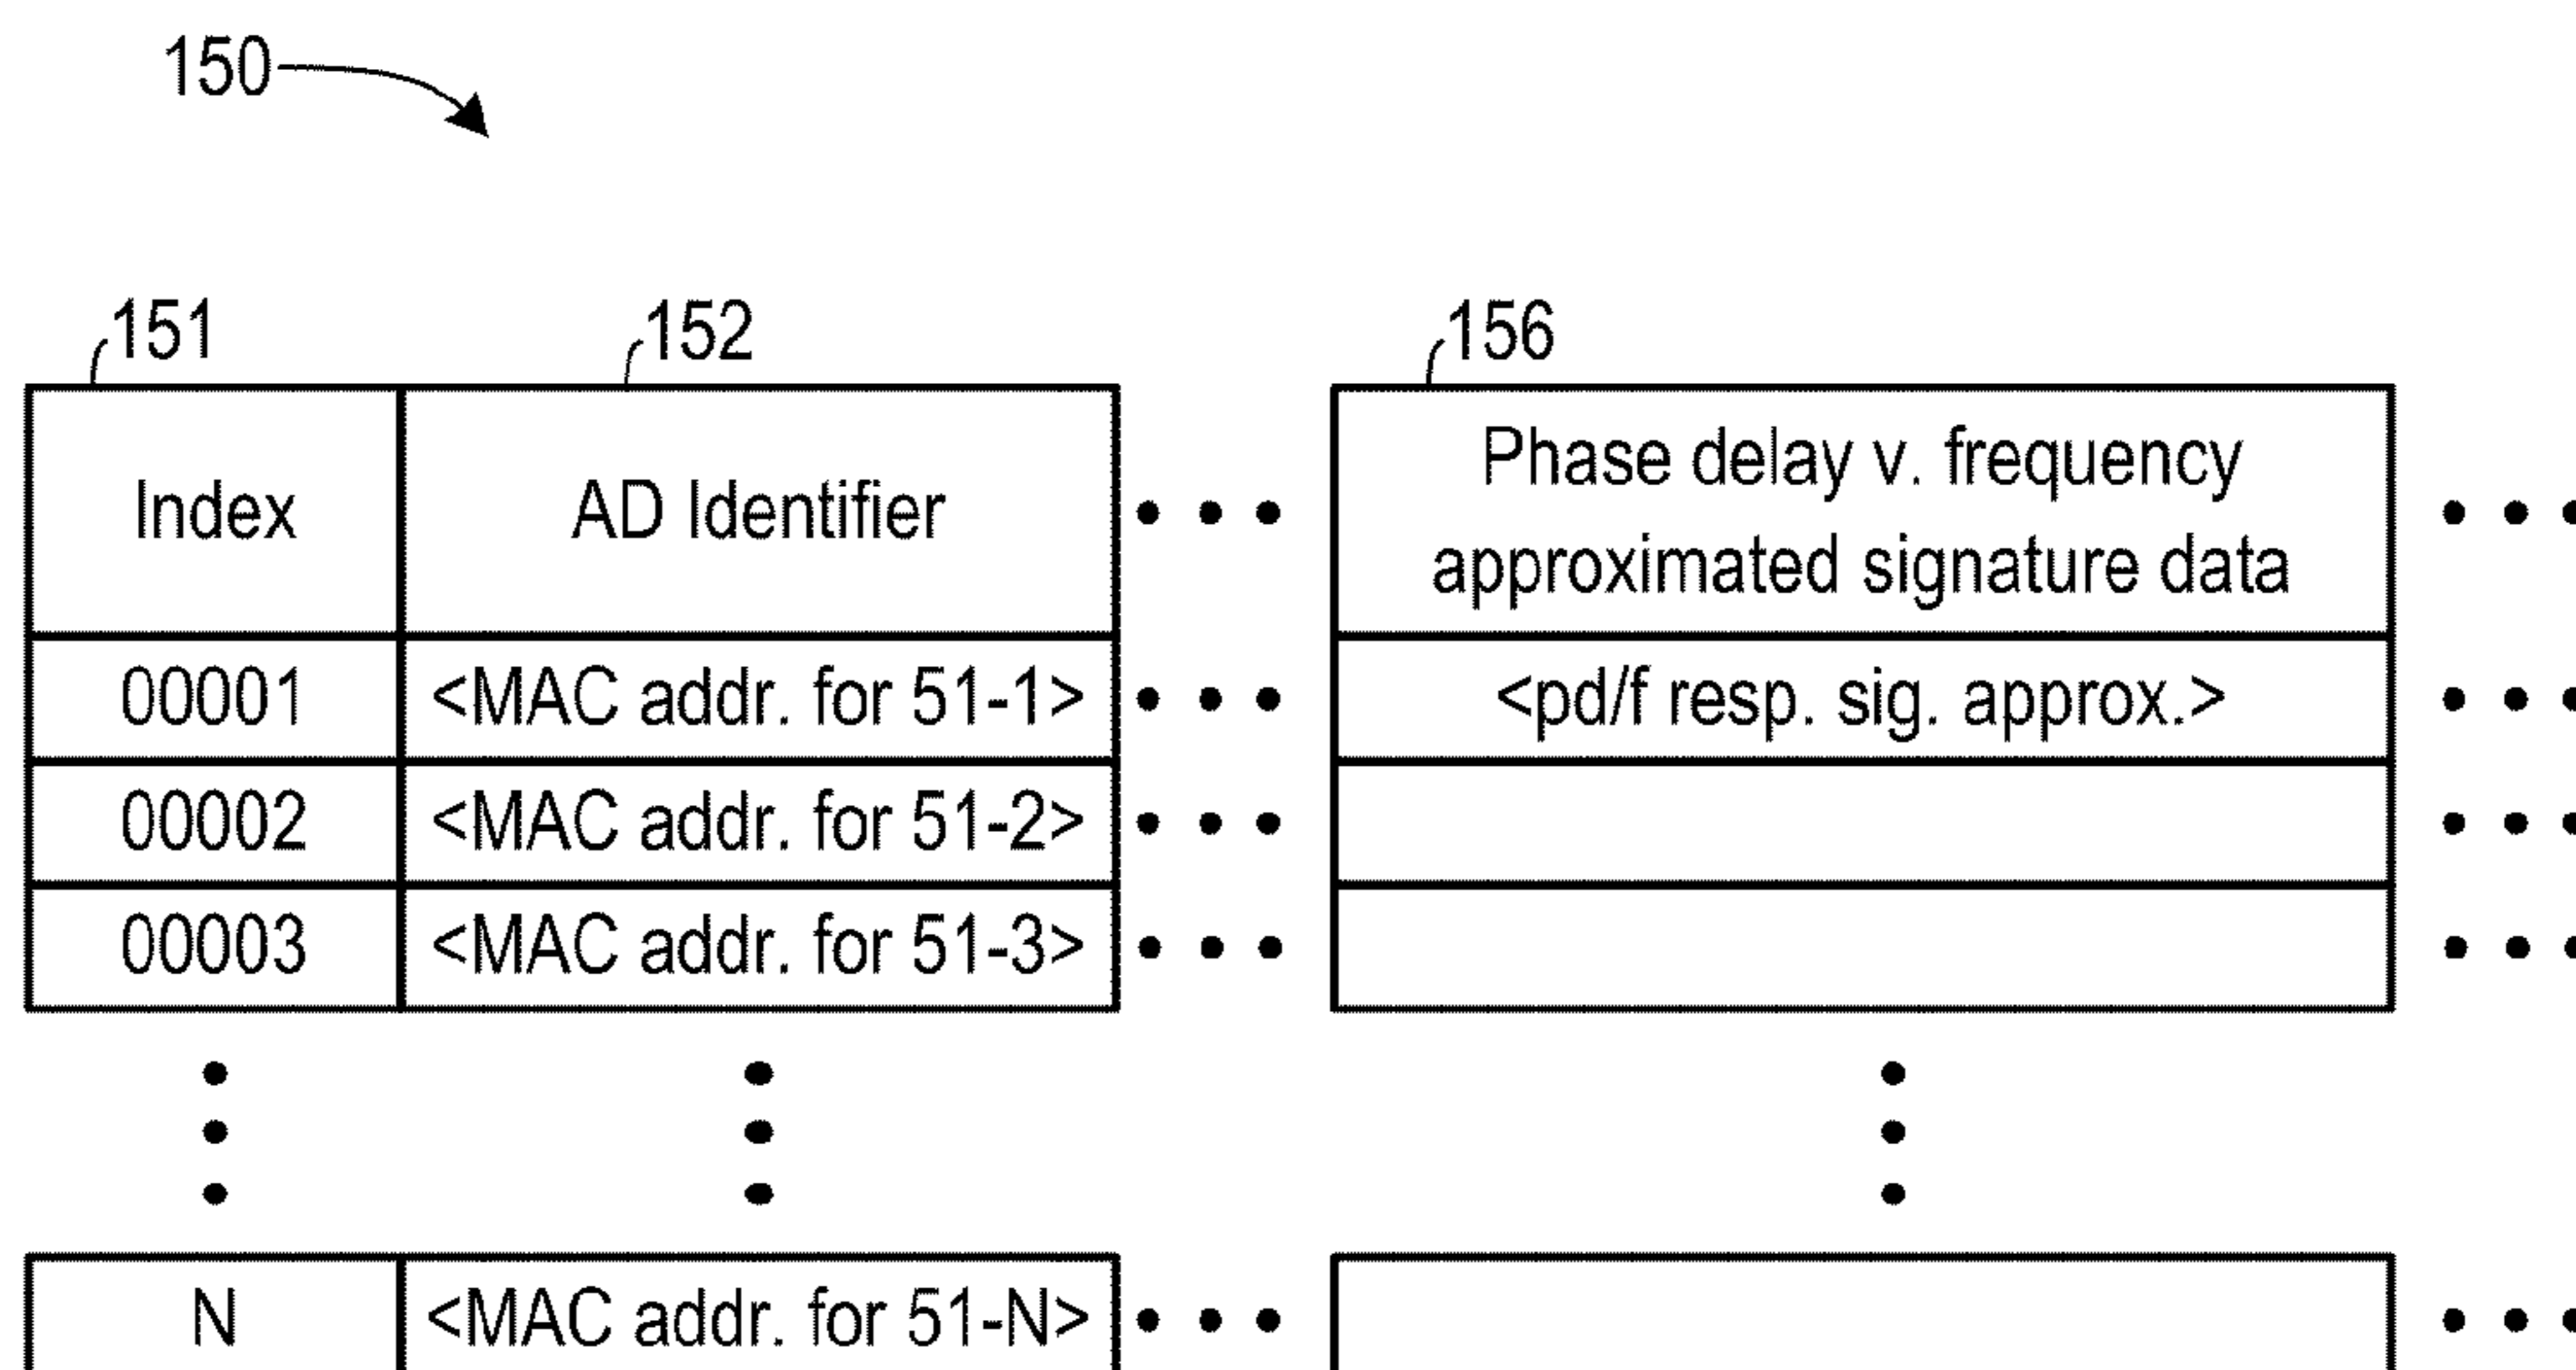 150
151 152 156
Index AD Identifier Phase delay v. frequency
approximated signature data
00001 <MAC addr. for 51-1> <pd/f resp. sig. approx.>
00002 <MAC addr. for 51-2>
00003 <MAC addr. for 51-3>
N <MAC addr. for 51-N>